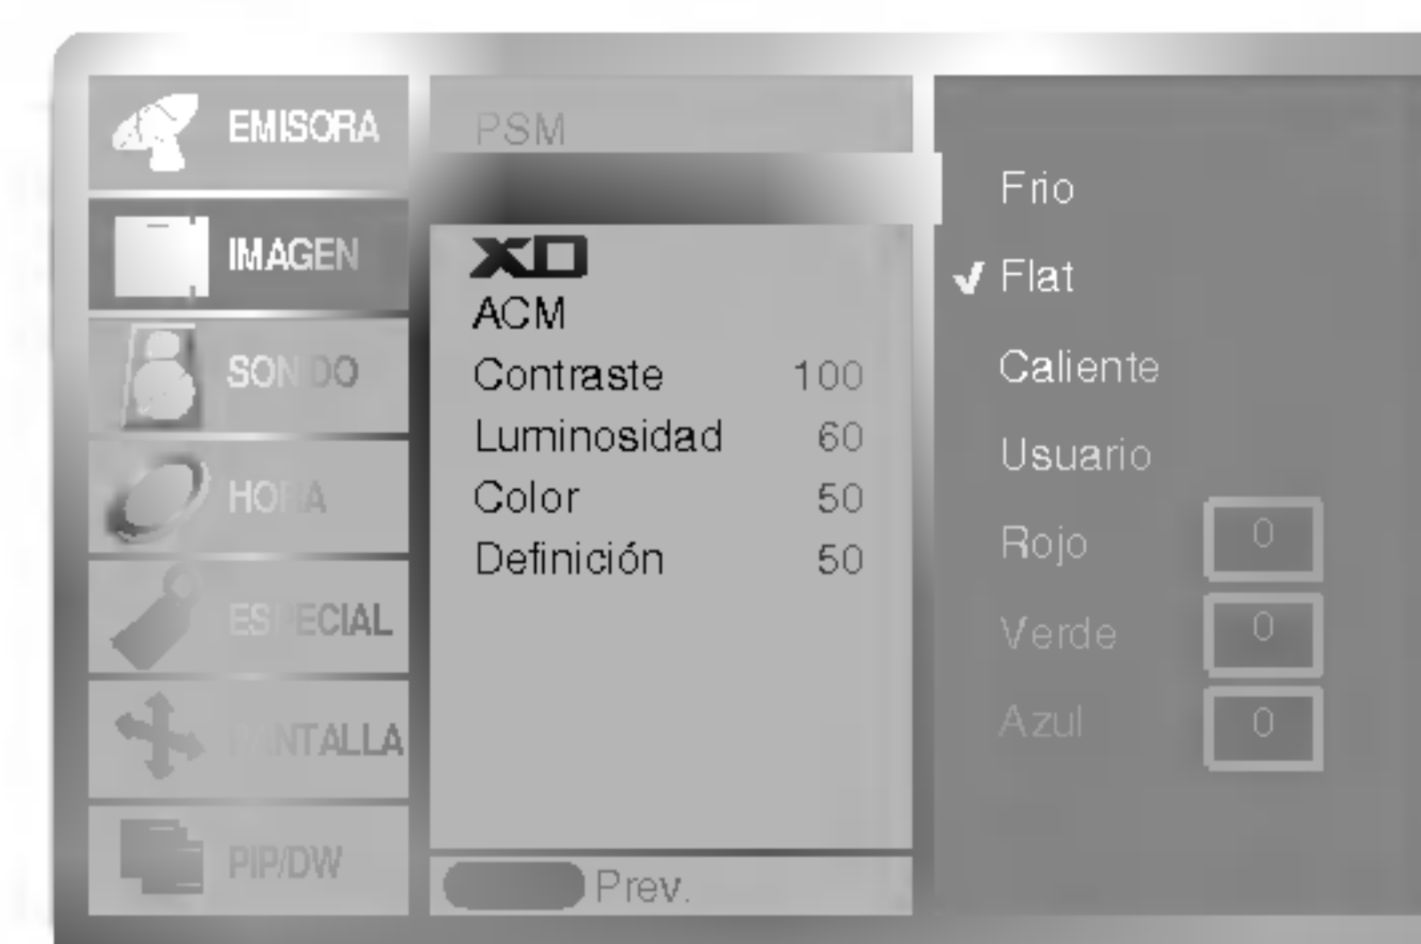 EMISORA
IMAGEN
SONIDO
HORA
ESPECIAL
PANTALLA
PIP/DW
PSM
XD
ACM
Contraste 100
Luminosidad 60
Color 50
Definición 50
Prev.
Frio
✔ Flat
Caliente
Usuario
Rojo 0
Verde 0
Azul 0